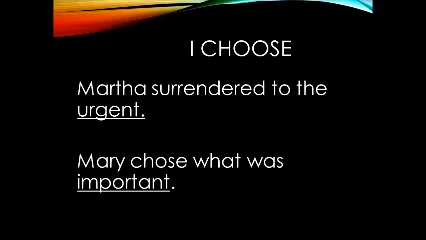 I CHOOSE
Martha surrendered to the
urgent.
Mary chose what was
important.